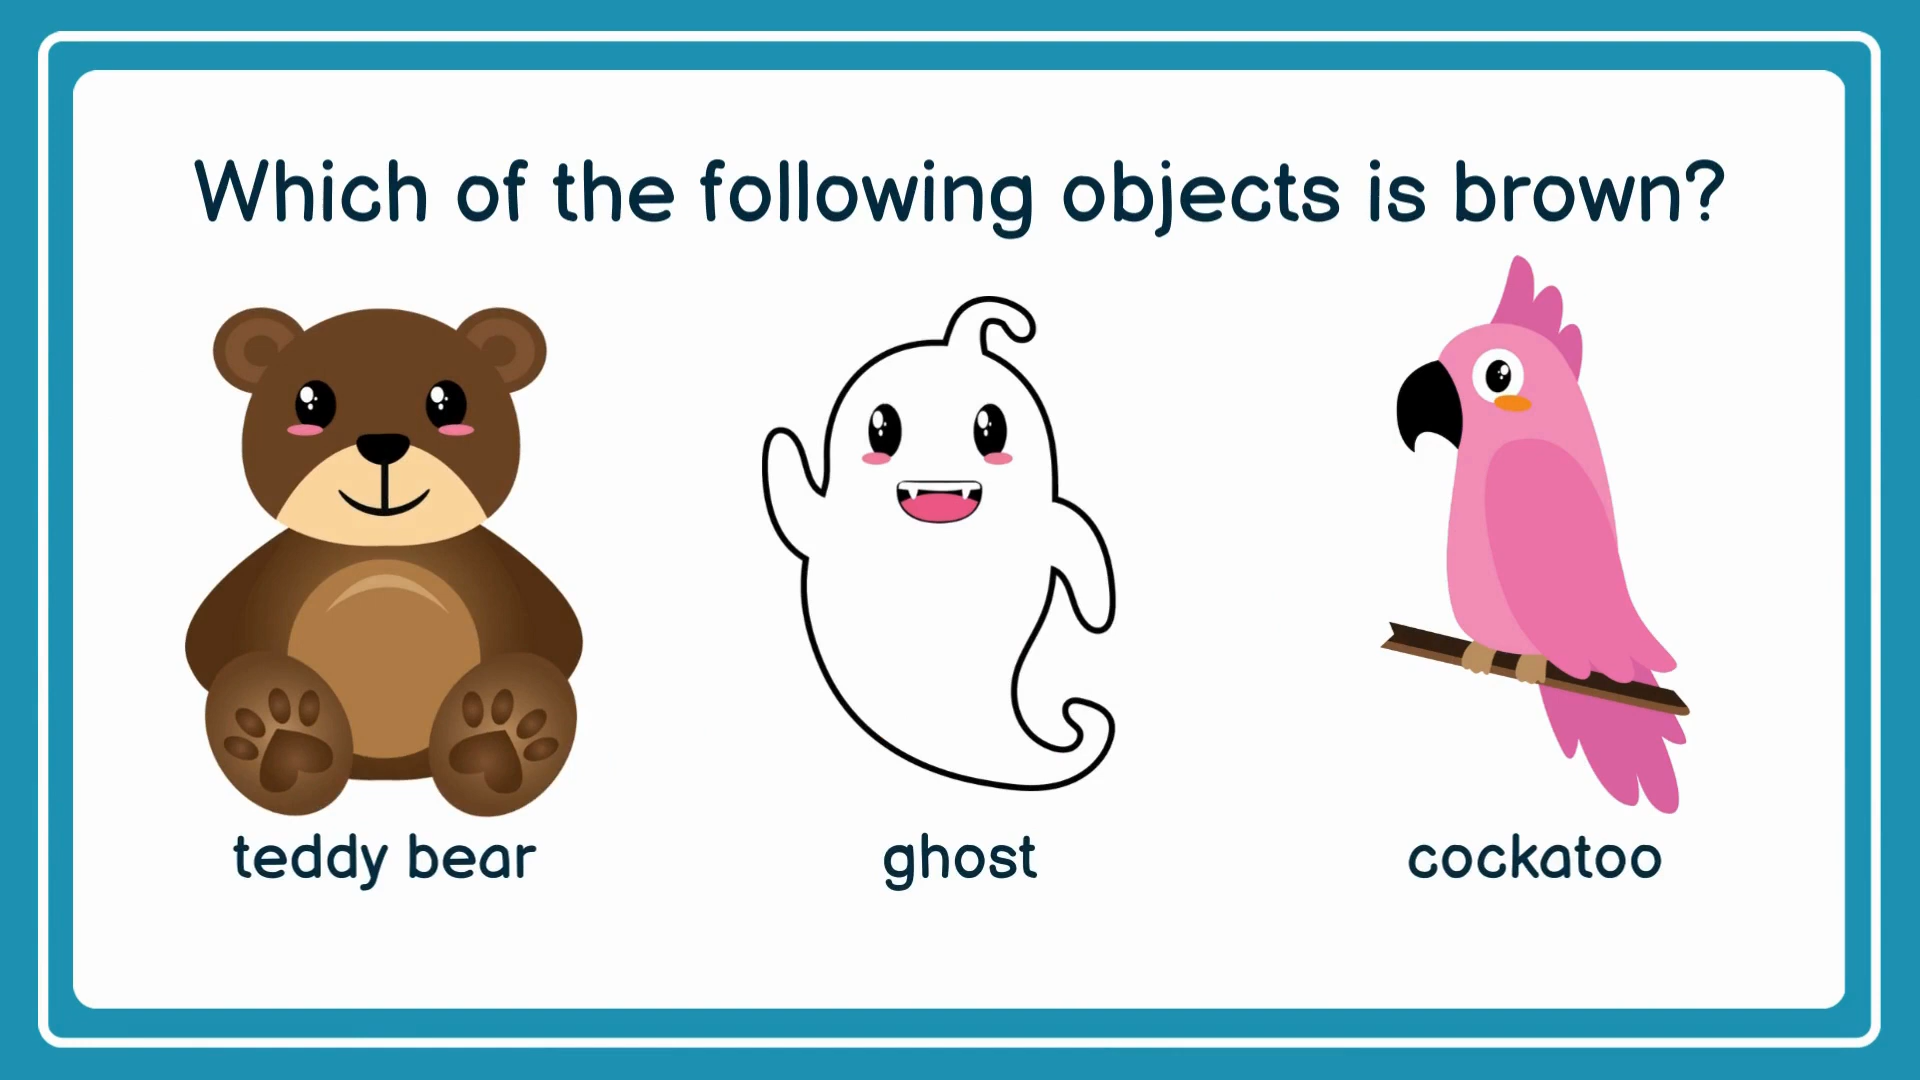 Which of the following objects is brown?
teddy bear
ghost
cockatoo